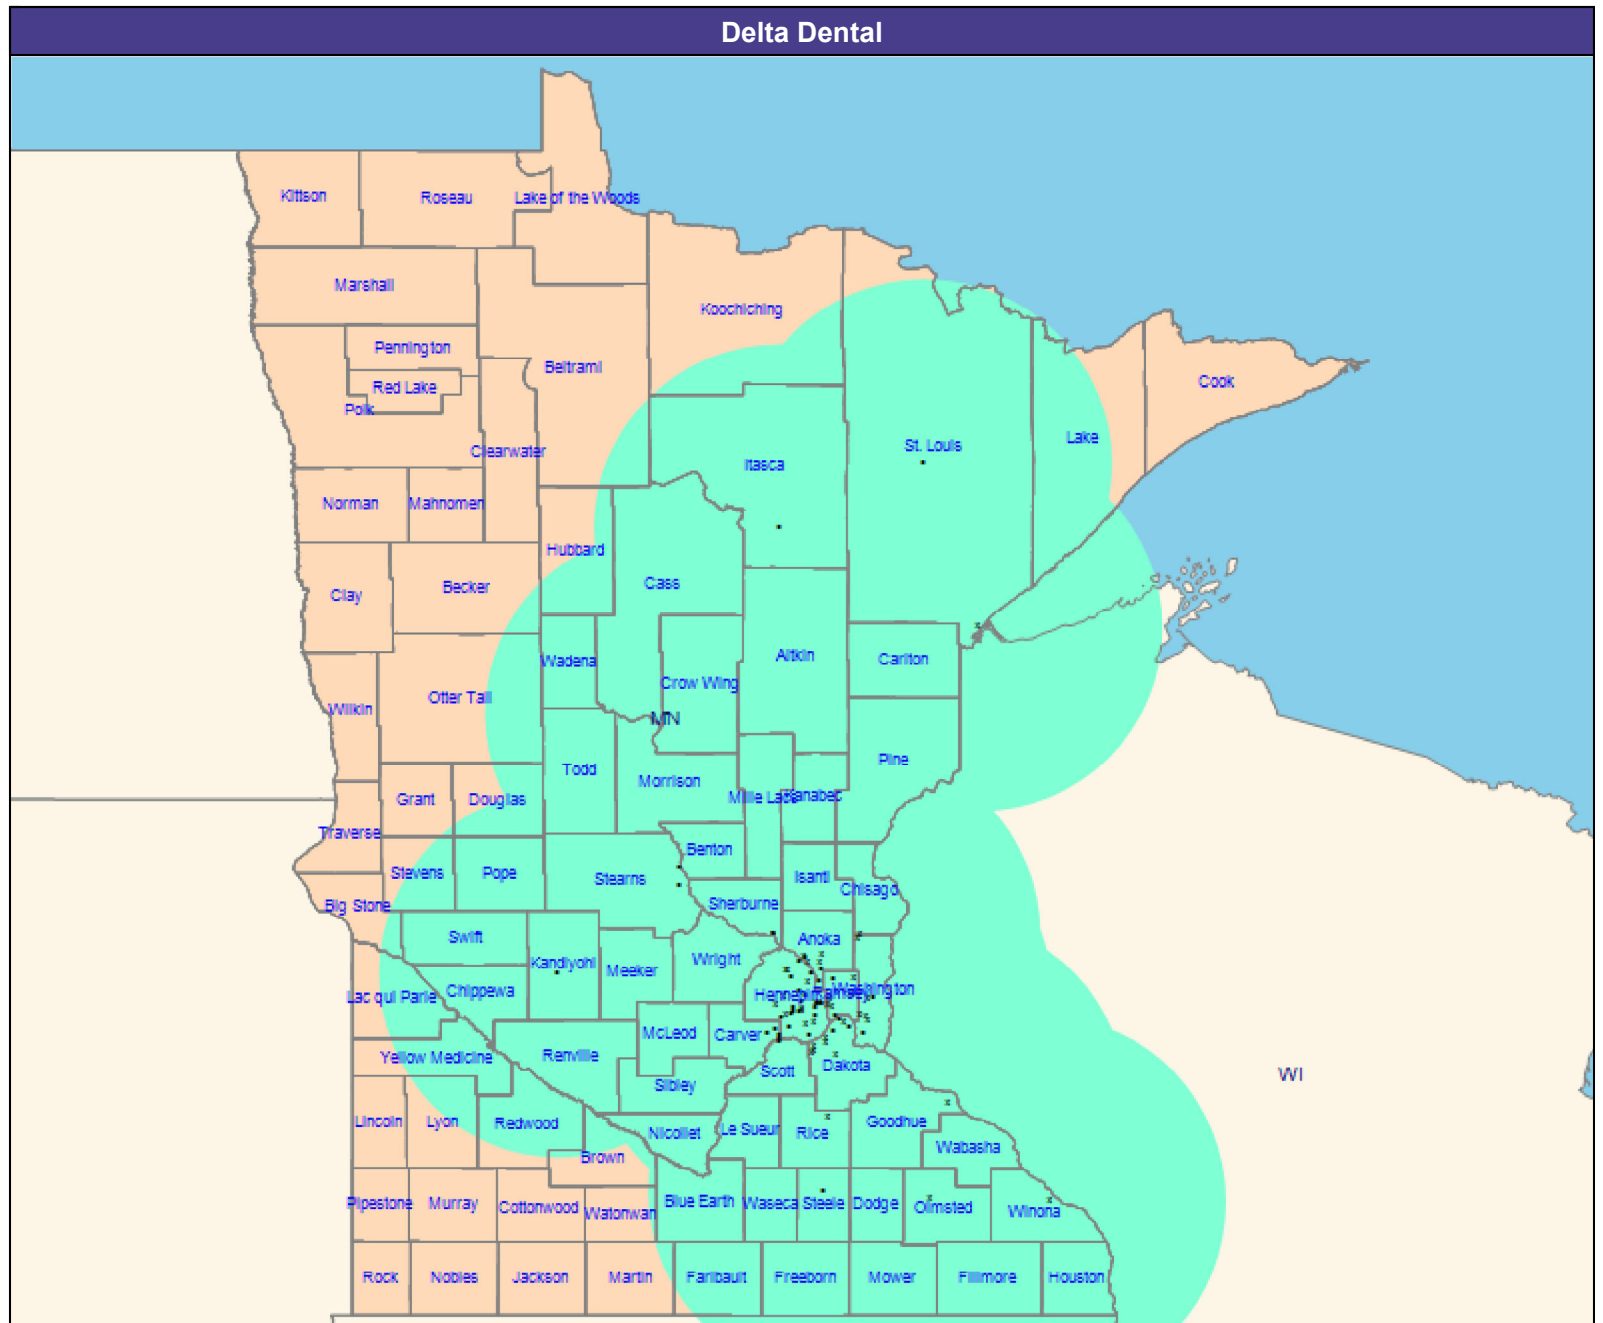 Delta Dental
Kittson
Roseau
Lake of the Woods
Marshall
Koochiching
Pennington
Beltrami
Red Lake
Cook
Polk
Lake
St. Louis
Clearwater
Itasca
Norman
Mahnomen
Hubbard
Cass
Becker
Clay
Aitkin
Carlton
Wadena
Crow Wing
Otter Tail
Wilkin
MN
Pine
Todd
Morrison
Grant
Douglas
Mille Lacs
Kanabec
Traverse
Benton
Stevens
Pope
Stearns
Isanti
Chisago
Big Stone
Sherburne
Swift
Anoka
Kandiyohi
Meeker
Wright
Lac qui Parle
Chippewa
Hennepin
Ramsey
Washington
McLeod
Carver
Yellow Medicine
Renville
Scott
Dakota
WI
Sibley
Lincoln
Lyon
Redwood
Nicollet
Le Sueur
Rice
Goodhue
Wabasha
Brown
Pipestone
Murray
Cottonwood
Watonwan
Blue Earth
Waseca
Steele
Dodge
Olmsted
Winona
Rock
Nobles
Jackson
Martin
Faribault
Freeborn
Mower
Fillmore
Houston